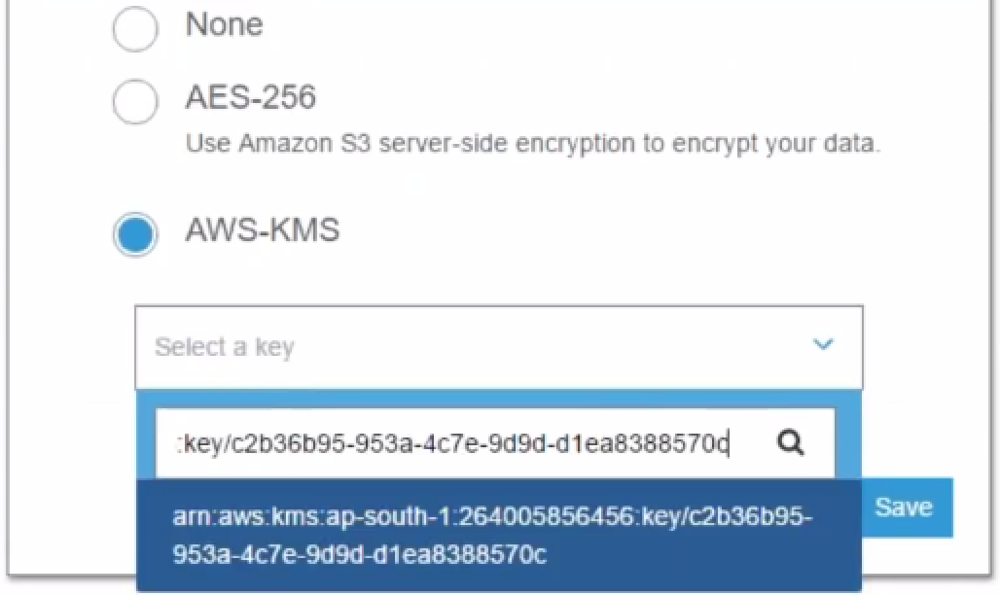 None
AES-256
Use Amazon S3 server-side encryption to encrypt your data.
AWS-KMS
Select a key
:key/c2b36b95-953a-4c7e-9d9d-d1ea8388570c
arn:aws:kms:ap-south-1:264005856456:key/c2b36b95-
953a-4c7e-9d9d-d1ea8388570c
Save